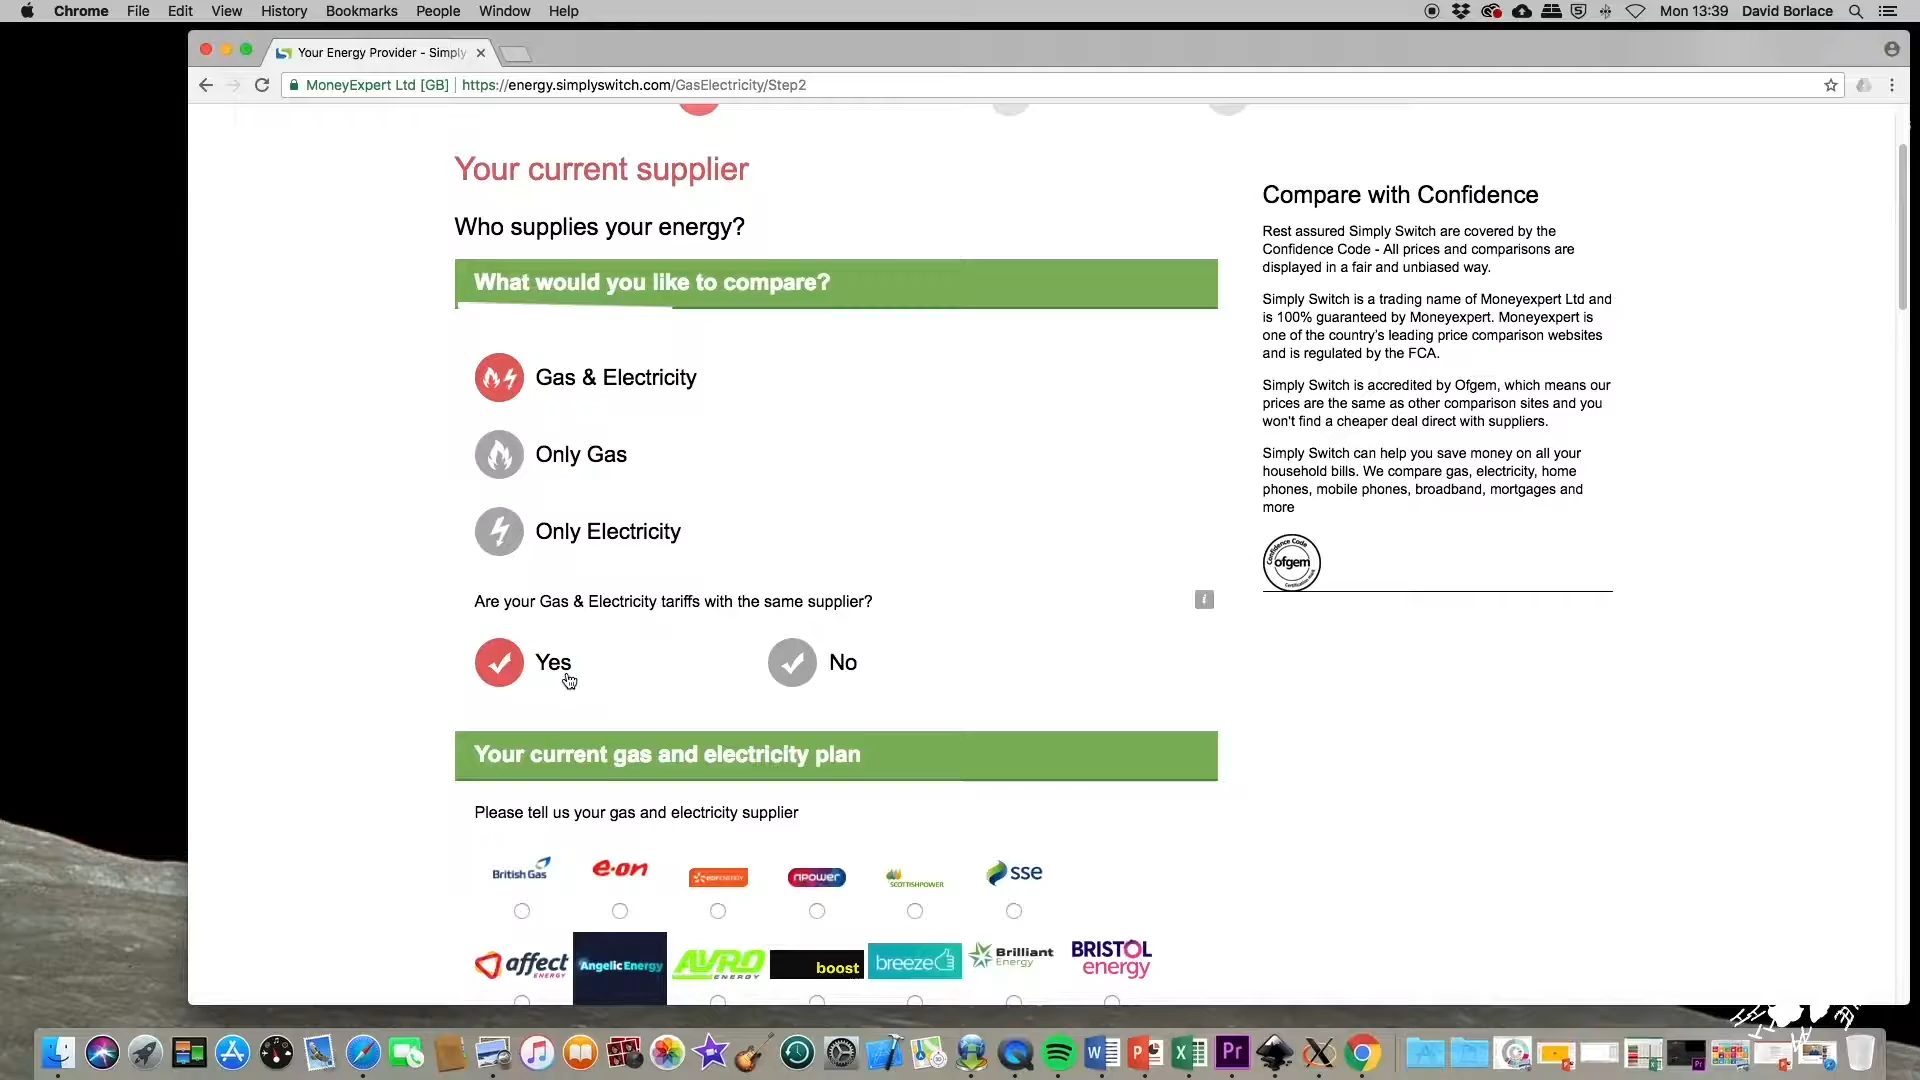 Chrome File Edit View History Bookmarks People Window Help
Mon 13:39 David Borlace
Your Energy Provider - Simply
MoneyExpert Ltd [GB] https://energy.simplyswitch.com/GasElectricity/Step2
Your current supplier
Who supplies your energy?
What would you like to compare?
Gas & Electricity
Only Gas
Only Electricity
Are your Gas & Electricity tariffs with the same supplier?
i
Yes
No
Your current gas and electricity plan
Please tell us your gas and electricity supplier
British Gas e·on eDF ENERGY npower SCOTTISHPOWER sse
affect ENERGY Angelic Energy AVRO ENERGY boost breeze Brilliant Energy BRISTOL energy
Compare with Confidence
Rest assured Simply Switch are covered by the
Confidence Code - All prices and comparisons are
displayed in a fair and unbiased way.
Simply Switch is a trading name of Moneyexpert Ltd and
is 100% guaranteed by Moneyexpert. Moneyexpert is
one of the country's leading price comparison websites
and is regulated by the FCA.
Simply Switch is accredited by Ofgem, which means our
prices are the same as other comparison sites and you
won't find a cheaper deal direct with suppliers.
Simply Switch can help you save money on all your
household bills. We compare gas, electricity, home
phones, mobile phones, broadband, mortgages and
more
Confidence Code
ofgem
Certification mark
W P X Pr X